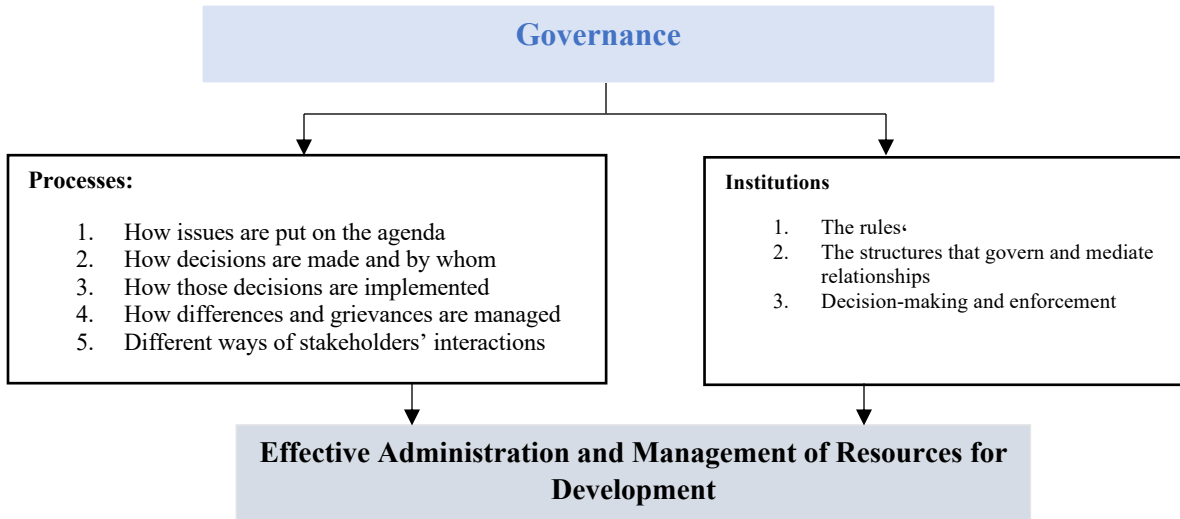 Governance
Processes:
1. How issues are put on the agenda
2. How decisions are made and by whom
3. How those decisions are implemented
4. How differences and grievances are managed
5. Different ways of stakeholders’ interactions
Institutions
1. The rules،
2. The structures that govern and mediate
relationships
3. Decision-making and enforcement
Effective Administration and Management of Resources for
Development